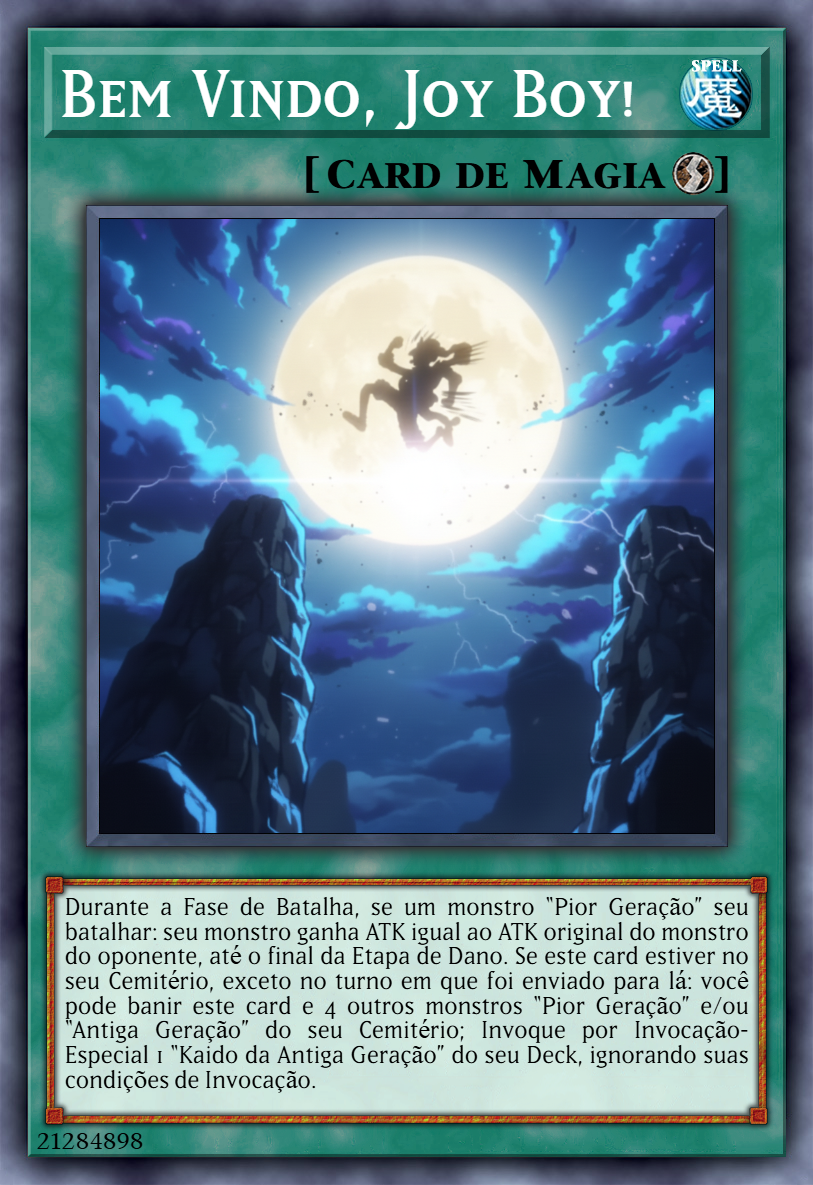 Bem Vindo, Joy Boy!
SPELL
魔
[Card de Magia]
Durante a Fase de Batalha, se um monstro "Pior Geração" seu
batalhar: seu monstro ganha ATK igual ao ATK original do monstro
do oponente, até o final da Etapa de Dano. Se este card estiver no
seu Cemitério, exceto no turno em que foi enviado para lá: você
pode banir este card e 4 outros monstros "Pior Geração" e/ou
"Antiga Geração" do seu Cemitério; Invoque por Invocação-
Especial 1 "Kaido da Antiga Geração" do seu Deck, ignorando suas
condições de Invocação.
21284898